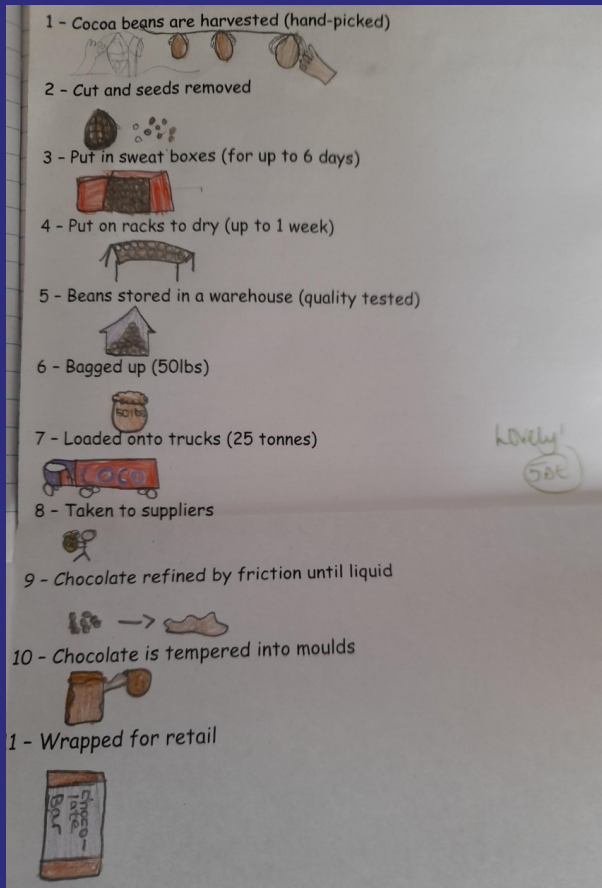 1 - Cocoa beans are harvested (hand-picked)
2 - Cut and seeds removed
3 - Put in sweat boxes (for up to 6 days)
4 - Put on racks to dry (up to 1 week)
5 - Beans stored in a warehouse (quality tested)
6 - Bagged up (50lbs)
50lbs
7 - Loaded onto trucks (25 tonnes)
Lovely!
COCO
8 - Taken to suppliers
9 - Chocolate refined by friction until liquid
10 - Chocolate is tempered into moulds
1 - Wrapped for retail
choco-
late
Bar